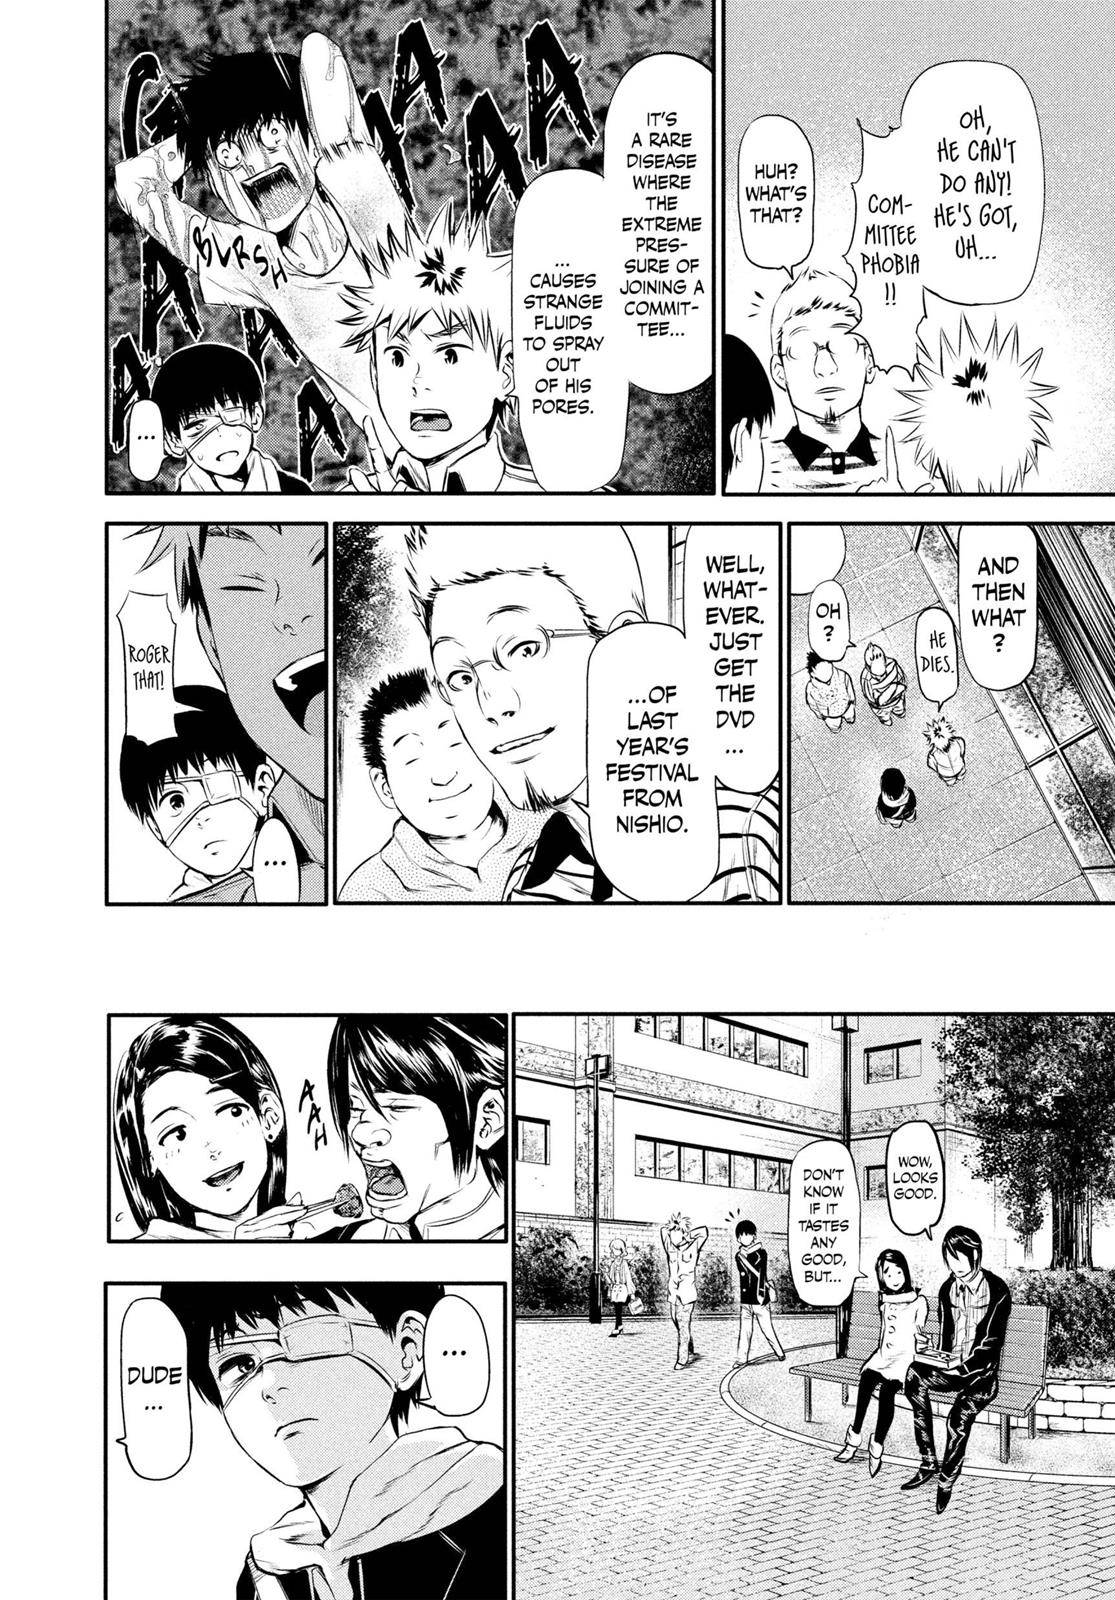 OH,
HE CAN'T
DO ANY!
HE'S GOT,
UH...
COM-
MITTEE
PHOBIA
!!
HUH?
WHAT'S
THAT?
IT'S
A RARE
DISEASE
WHERE
THE
EXTREME
PRES-
SURE OF
JOINING A
COMMIT-
TEE...
...
CAUSES
STRANGE
FLUIDS
TO SPRAY
OUT
OF HIS
PORES.
GAAAAAAAA
BLRSH
...
AND
THEN
WHAT
?
HE
DIES.
OH
?
WELL,
WHAT-
EVER.
JUST
GET
THE
DVD
...
...OF
LAST
YEAR'S
FESTIVAL
FROM
NISHIO.
ROGER
THAT!
...
WOW,
LOOKS
GOOD.
DON'T
KNOW
IF IT
TASTES
ANY
GOOD,
BUT...
AAH
...
DUDE
...